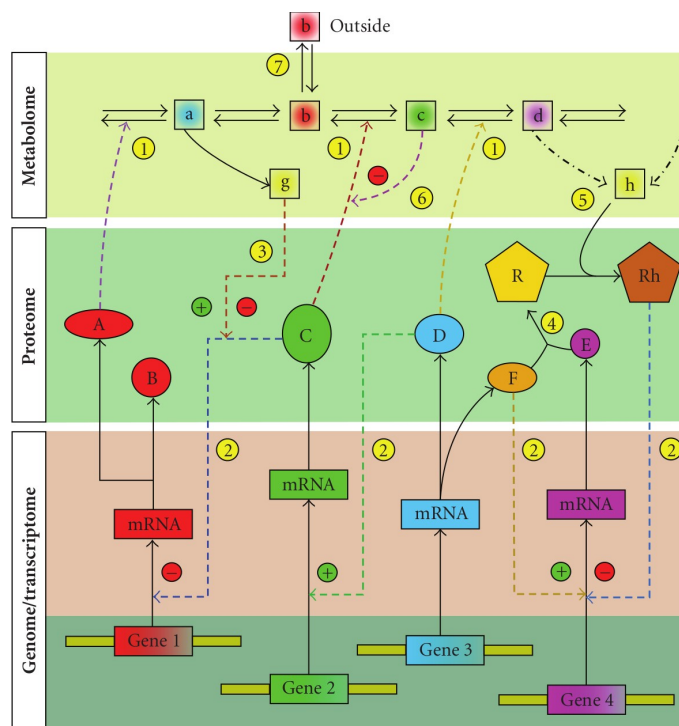 b Outside
7
a b c d
1 1 1
−
g 6 5 h
3
R Rh
+ −
A C D 4 E
B F
2 2 2 2
mRNA mRNA
mRNA mRNA
− + + −
Gene 1 Gene 3
Gene 2 Gene 4
Metabolome
Proteome
Genome/transcriptome